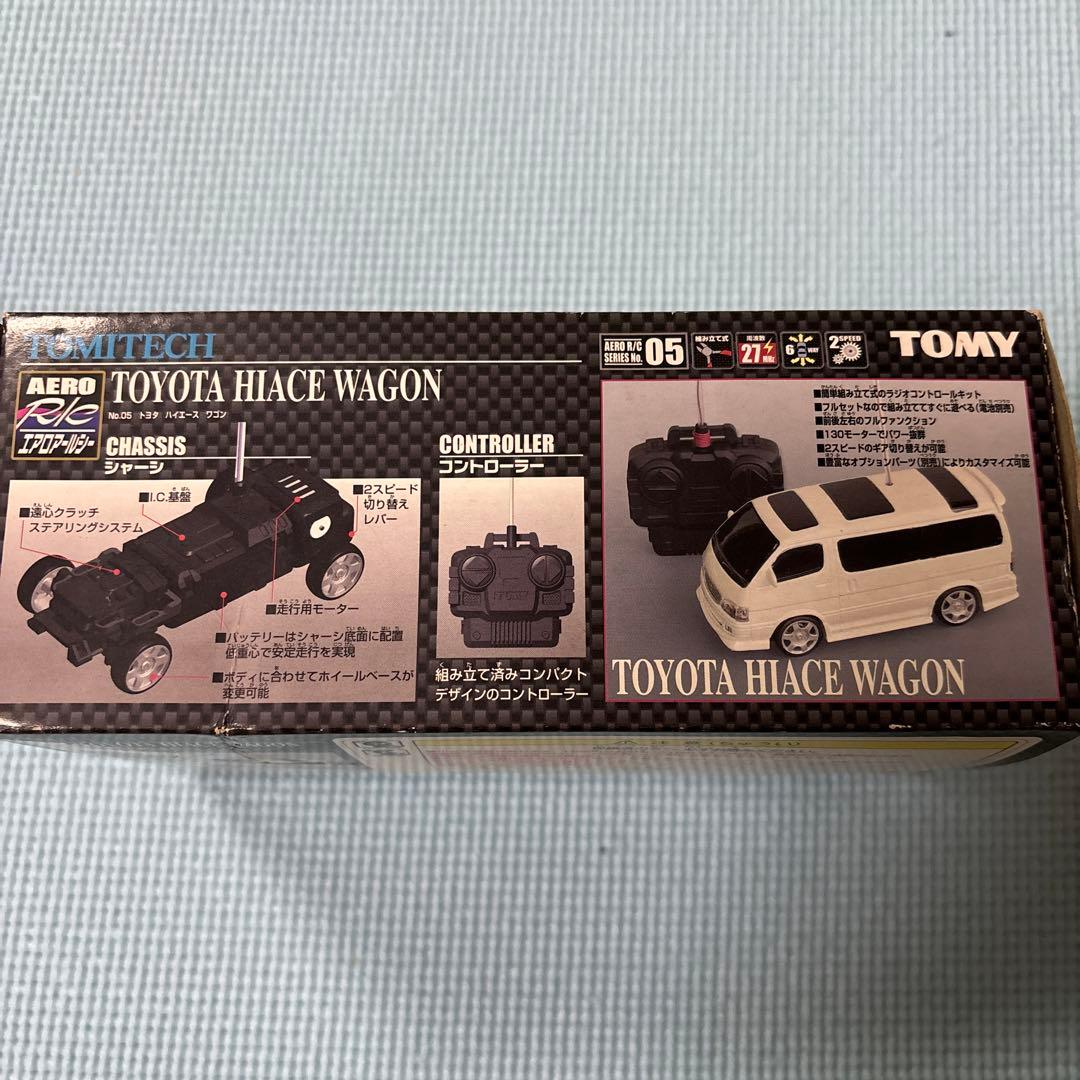 TOMITECH
AERO
R/C
エアロアールシー
TOYOTA HIACE WAGON
No.05 トヨタ ハイエース ワゴン
CHASSIS
シャーシ
■I.C.基盤
■遠心クラッチ
ステアリングシステム
■2スピード
切り替え
レバー
■走行用モーター
■バッテリーはシャーシ底面に配置
低重心で安定走行を実現
■ボディに合わせてホイールベースが
変更可能
CONTROLLER
コントローラー
組み立て済みコンパクト
デザインのコントローラー
AERO R/C
SERIES No. 05
組み立て式
周波数
27 MHz
6 WAY
2 SPEED
TOMY
■簡単組み立て式のラジオコントロールキット
■フルセットなので組み立ててすぐに遊べる(電池別売)
■前後左右のフルファンクション
■130モーターでパワー抜群
■2スピードのギア切り替えが可能
■豊富なオプションパーツ(別売)によりカスタマイズ可能
TOYOTA HIACE WAGON